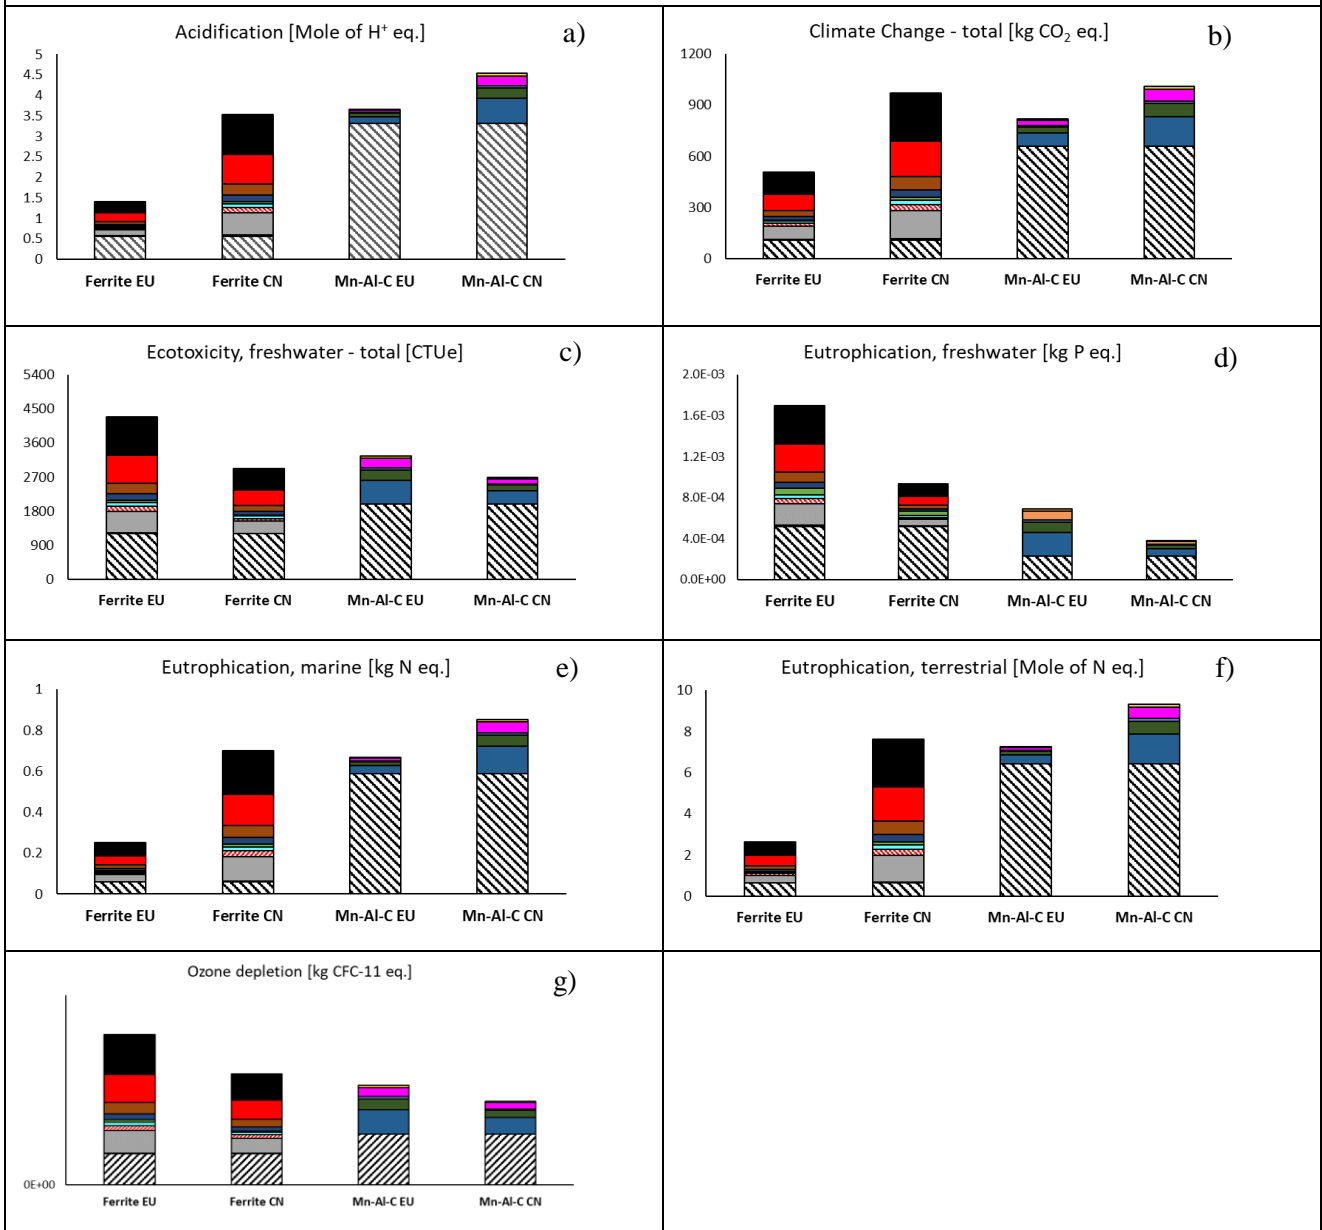 Acidification [Mole of H⁺ eq.]
a)
5
4.5
4
3.5
3
2.5
2
1.5
1
0.5
0
Ferrite EU
Ferrite CN
Mn-Al-C EU
Mn-Al-C CN
Climate Change - total [kg CO₂ eq.]
b)
1200
900
600
300
0
Ferrite EU
Ferrite CN
Mn-Al-C EU
Mn-Al-C CN
Ecotoxicity, freshwater - total [CTUe]
c)
5400
4500
3600
2700
1800
900
0
Ferrite EU
Ferrite CN
Mn-Al-C EU
Mn-Al-C CN
Eutrophication, freshwater [kg P eq.]
d)
2.0E-03
1.6E-03
1.2E-03
8.0E-04
4.0E-04
0.0E+00
Ferrite EU
Ferrite CN
Mn-Al-C EU
Mn-Al-C CN
Eutrophication, marine [kg N eq.]
e)
1
0.8
0.6
0.4
0.2
0
Ferrite EU
Ferrite CN
Mn-Al-C EU
Mn-Al-C CN
Eutrophication, terrestrial [Mole of N eq.]
f)
10
8
6
4
2
0
Ferrite EU
Ferrite CN
Mn-Al-C EU
Mn-Al-C CN
Ozone depletion [kg CFC-11 eq.]
g)
0E+00
Ferrite EU
Ferrite CN
Mn-Al-C EU
Mn-Al-C CN